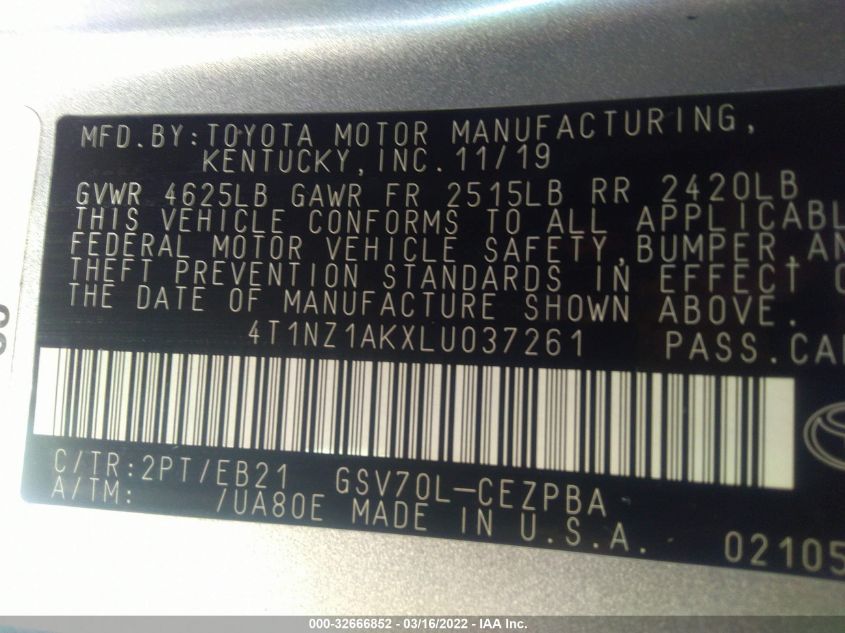 MFD.BY:TOYOTA MOTOR MANUFACTURING,
KENTUCKY,INC. 11/19
GVWR 4625LB GAWR FR 2515LB RR 2420LB
THIS VEHICLE CONFORMS TO ALL APPLICABL
FEDERAL MOTOR VEHICLE SAFETY,BUMPER,AN
THEFT PREVENTION STANDARDS IN EFFECT
THE DATE OF MANUFACTURE SHOWN ABOVE.
4T1NZ1AKXLU037261 PASS.CA
C/TR:2PT/EB21 GSV70L-CEZPBA
A/TM: /UA80E MADE IN U.S.A. 02105
000-32666852 — 03/16/2022 — IAA Inc.